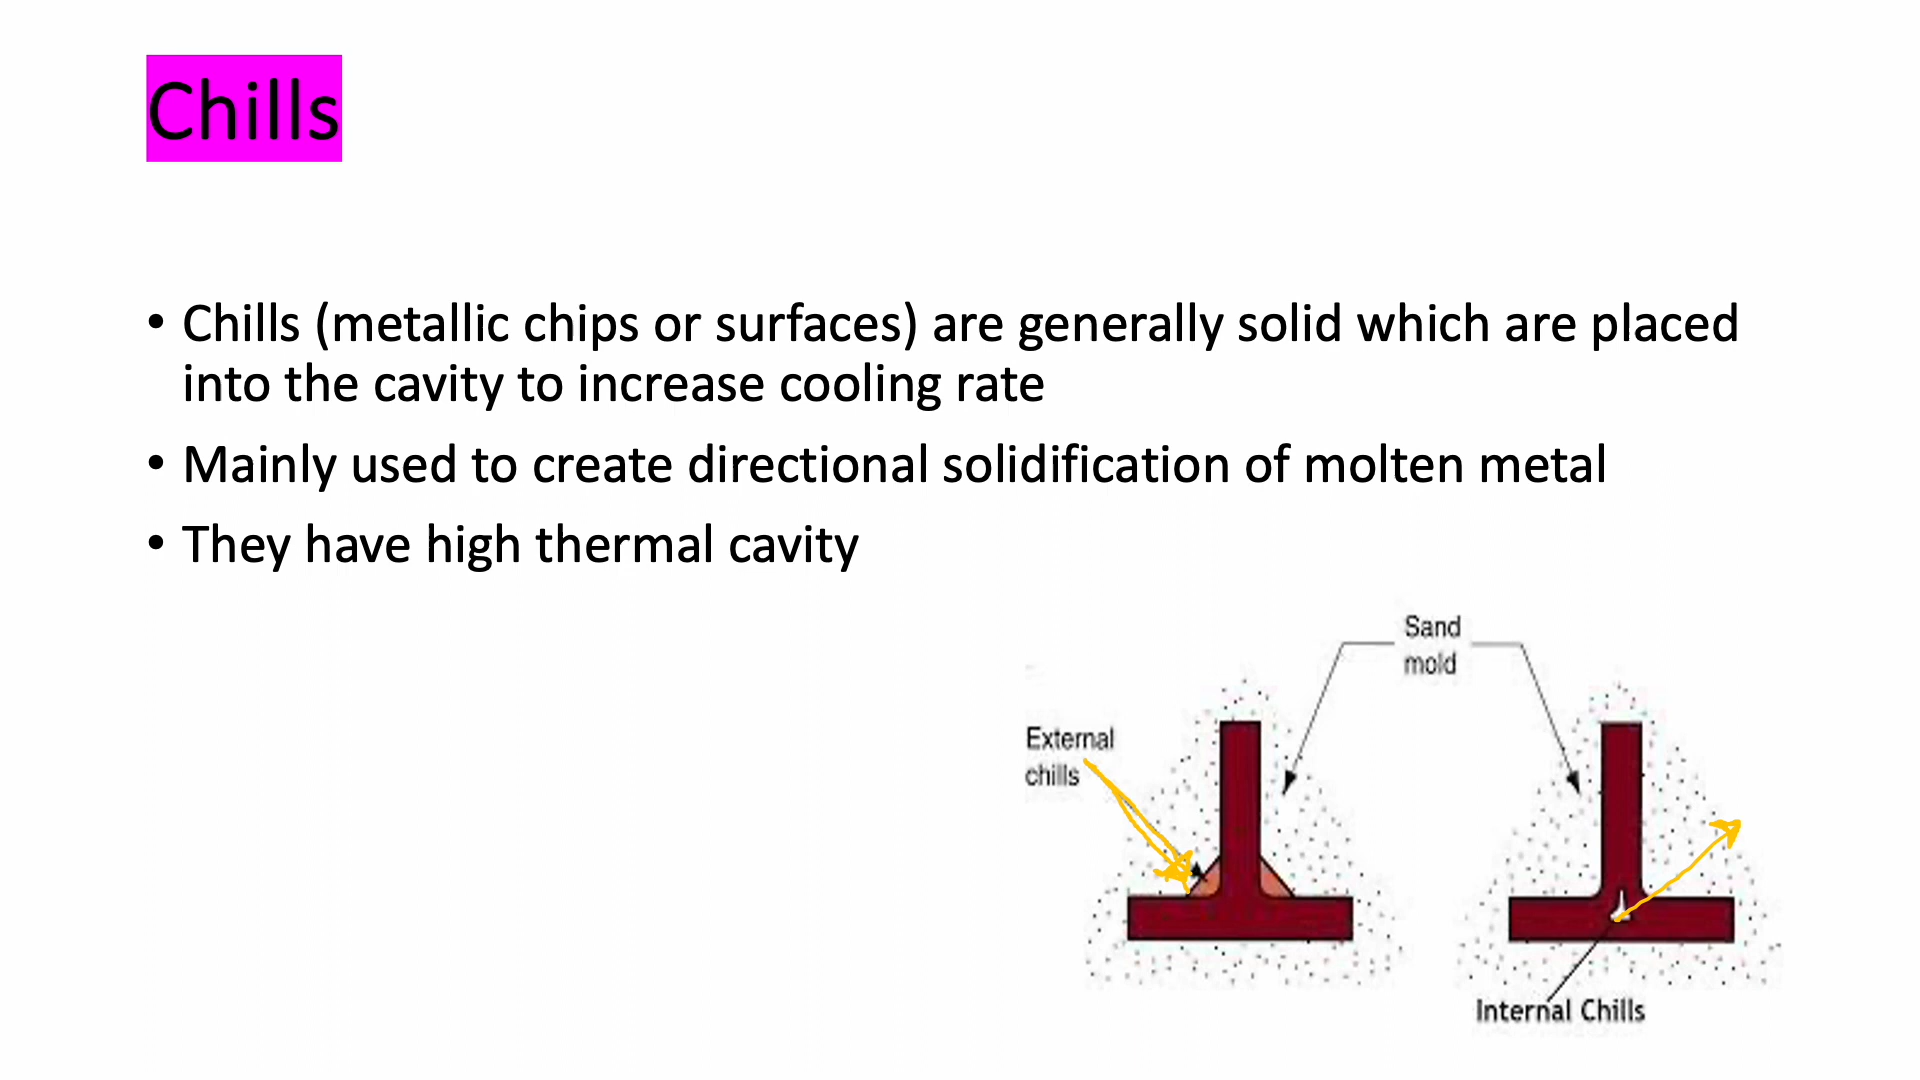 Chills
• Chills (metallic chips or surfaces) are generally solid which are placed
into the cavity to increase cooling rate
• Mainly used to create directional solidification of molten metal
• They have high thermal cavity
Sand
mold
External
chills
Internal Chills